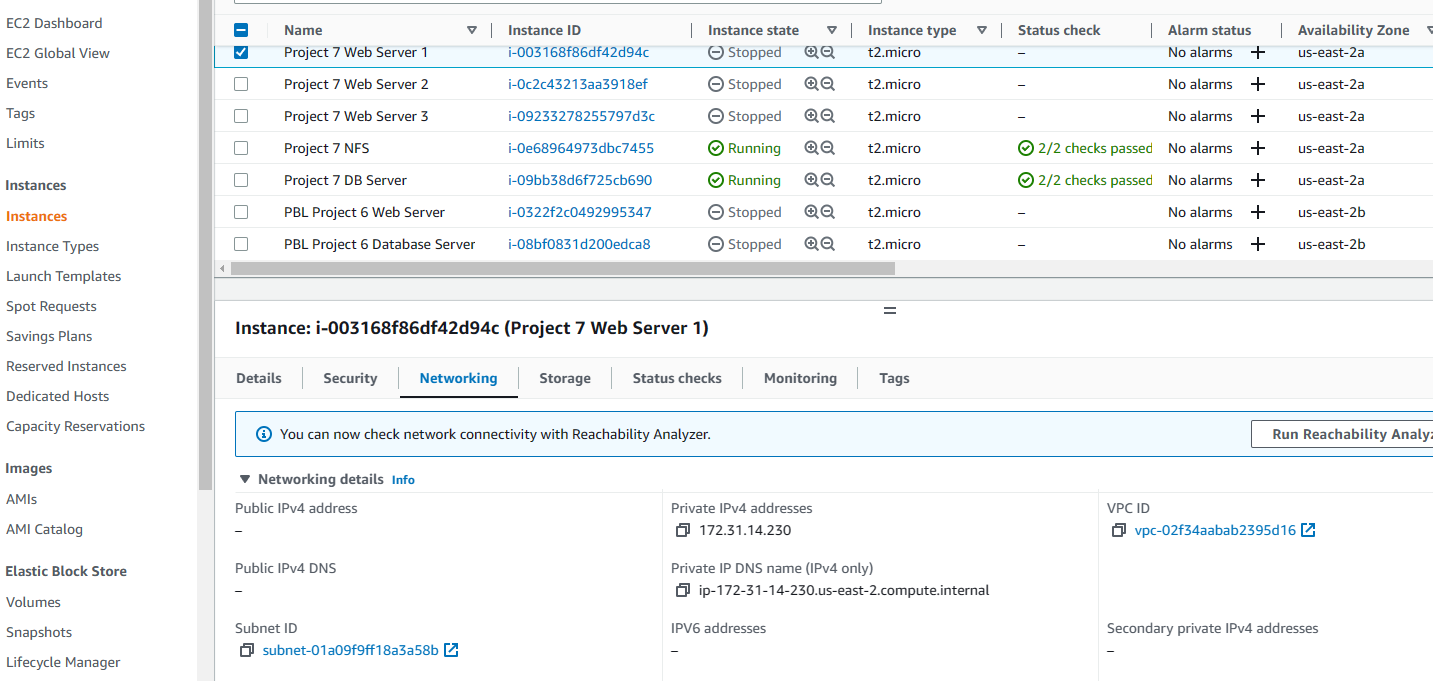 EC2 Dashboard
EC2 Global View
Events
Tags
Limits
Instances
Instances
Instance Types
Launch Templates
Spot Requests
Savings Plans
Reserved Instances
Dedicated Hosts
Capacity Reservations
Images
AMIs
AMI Catalog
Elastic Block Store
Volumes
Snapshots
Lifecycle Manager
Name Instance ID Instance state Instance type Status check Alarm status Availability Zone
Project 7 Web Server 1 i-003168f86df42d94c Stopped t2.micro – No alarms + us-east-2a
Project 7 Web Server 2 i-0c2c43213aa3918ef Stopped t2.micro – No alarms + us-east-2a
Project 7 Web Server 3 i-09233278255797d3c Stopped t2.micro – No alarms + us-east-2a
Project 7 NFS i-0e68964973dbc7455 Running t2.micro 2/2 checks passed No alarms + us-east-2a
Project 7 DB Server i-09bb38d6f725cb690 Running t2.micro 2/2 checks passed No alarms + us-east-2a
PBL Project 6 Web Server i-0322f2c0492995347 Stopped t2.micro – No alarms + us-east-2b
PBL Project 6 Database Server i-08bf0831d200edca8 Stopped t2.micro – No alarms + us-east-2b
Instance: i-003168f86df42d94c (Project 7 Web Server 1)
Details Security Networking Storage Status checks Monitoring Tags
You can now check network connectivity with Reachability Analyzer.
Run Reachability Analyz
Networking details Info
Public IPv4 address Private IPv4 addresses VPC ID
– 172.31.14.230 vpc-02f34aabab2395d16
Public IPv4 DNS Private IP DNS name (IPv4 only)
– ip-172-31-14-230.us-east-2.compute.internal
Subnet ID IPV6 addresses Secondary private IPv4 addresses
subnet-01a09f9ff18a3a58b – –